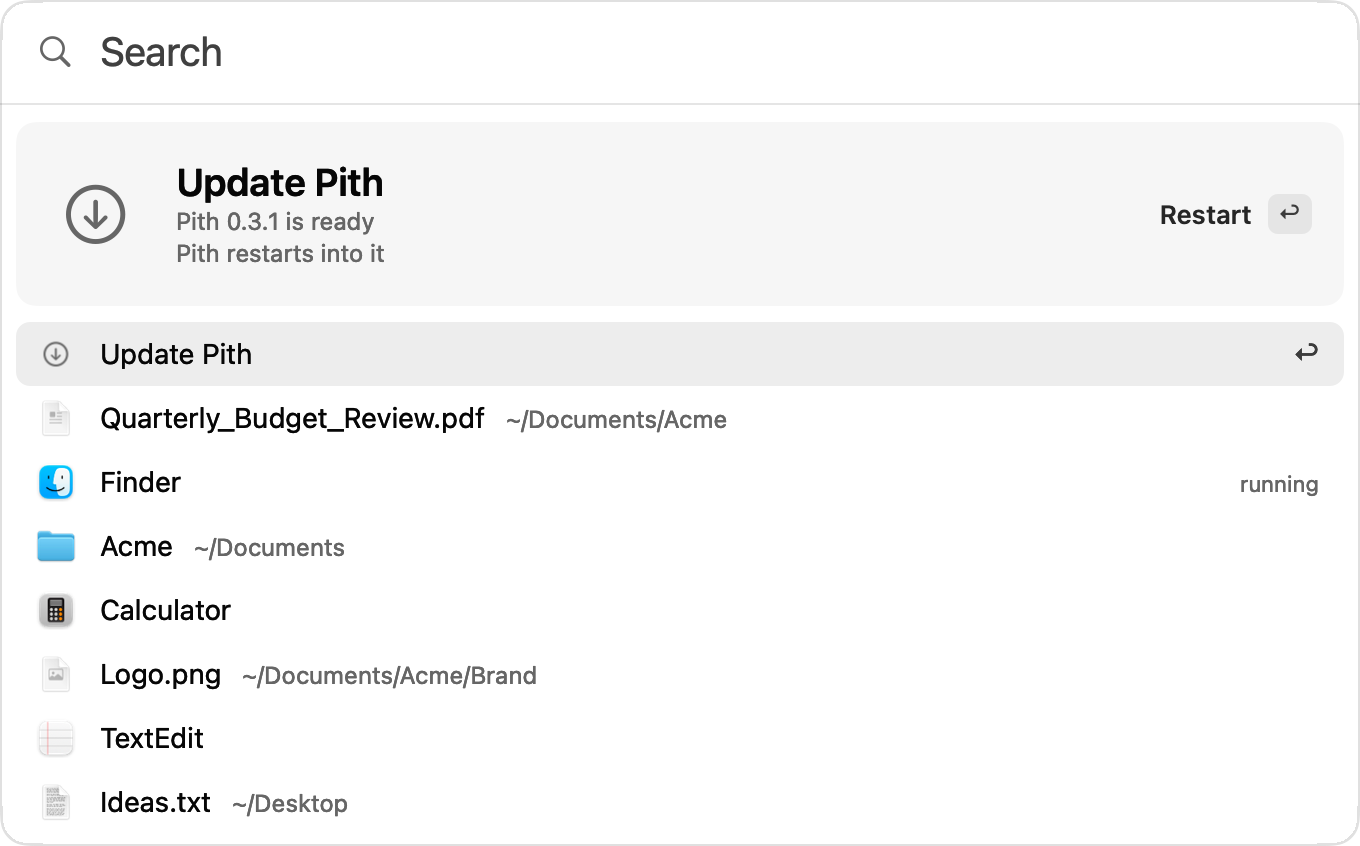 Search
Update Pith
Pith 0.3.1 is ready
Pith restarts into it
Restart
Update Pith
Quarterly_Budget_Review.pdf ~/Documents/Acme
Finder running
Acme ~/Documents
Calculator
Logo.png ~/Documents/Acme/Brand
TextEdit
Ideas.txt ~/Desktop